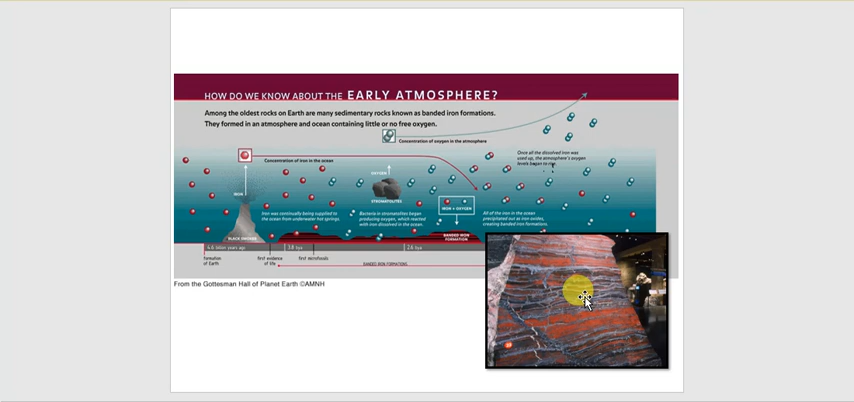 HOW DO WE KNOW ABOUT THE EARLY ATMOSPHERE?
Among the oldest rocks on Earth are many sedimentary rocks known as banded iron formations.
They formed in an atmosphere and ocean containing little or no free oxygen.
Concentration of oxygen in the atmosphere
Once all the dissolved iron was
used up, the atmosphere's oxygen
levels began to rise
Concentration of iron in the ocean
OXYGEN
IRON
STROMATOLITES
IRON + OXYGEN
Iron was continually being supplied to
the ocean from underwater hot springs.
Bacteria in stromatolites began
producing oxygen, which reacted
with iron dissolved in the ocean.
All of the iron in the ocean
precipitated out as iron oxides,
creating banded iron formations.
BLACK SMOKER
BANDED-IRON
FORMATION
4.6 billion years ago
3.8 bya
2.6 bya
formation
of Earth
first evidence
of life
first microfossils
BANDED IRON FORMATIONS
From the Gottesman Hall of Planet Earth ©AMNH